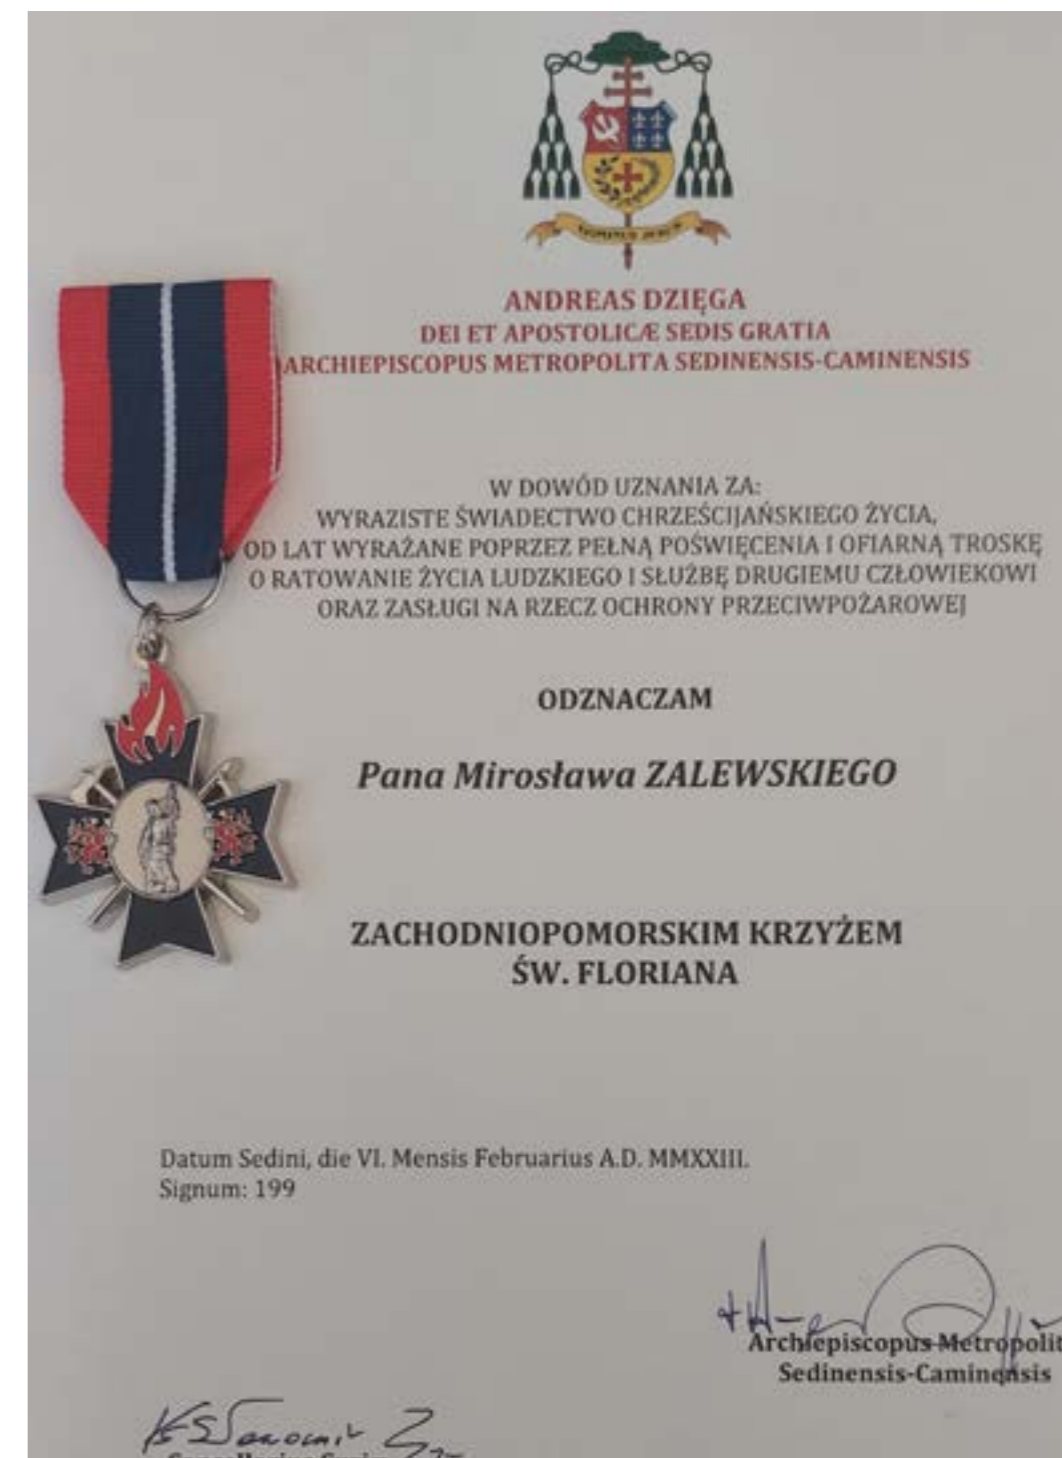 ANDREAS DZIĘGA
DEI ET APOSTOLICÆ SEDIS GRATIA
ARCHIEPISCOPUS METROPOLITA SEDINENSIS-CAMINENSIS
W DOWÓD UZNANIA ZA:
WYRAZISTE ŚWIADECTWO CHRZEŚCIJAŃSKIEGO ŻYCIA,
OD LAT WYRAŻANE POPRZEZ PEŁNĄ POŚWIĘCENIA I OFIARNĄ TROSKĘ
O RATOWANIE ŻYCIA LUDZKIEGO I SŁUŻBĘ DRUGIEMU CZŁOWIEKOWI
ORAZ ZASŁUGI NA RZECZ OCHRONY PRZECIWPOŻAROWEJ
ODZNACZAM
Pana Mirosława ZALEWSKIEGO
ZACHODNIOPOMORSKIM KRZYŻEM
ŚW. FLORIANA
Datum Sedini, die VI. Mensis Februarius A.D. MMXXIII.
Signum: 199
Archiepiscopus Metropolit
Sedinensis-Caminensis